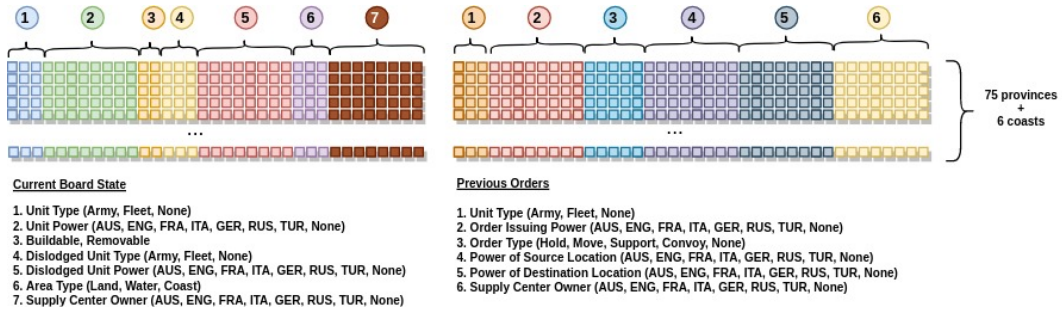 1 2 3 4 5 6 7
1 2 3 4 5 6
...
...
75 provinces
+
6 coasts
Current Board State
1. Unit Type (Army, Fleet, None)
2. Unit Power (AUS, ENG, FRA, ITA, GER, RUS, TUR, None)
3. Buildable, Removable
4. Dislodged Unit Type (Army, Fleet, None)
5. Dislodged Unit Power (AUS, ENG, FRA, ITA, GER, RUS, TUR, None)
6. Area Type (Land, Water, Coast)
7. Supply Center Owner (AUS, ENG, FRA, ITA, GER, RUS, TUR, None)
Previous Orders
1. Unit Type (Army, Fleet, None)
2. Order Issuing Power (AUS, ENG, FRA, ITA, GER, RUS, TUR, None)
3. Order Type (Hold, Move, Support, Convoy, None)
4. Power of Source Location (AUS, ENG, FRA, ITA, GER, RUS, TUR, None)
5. Power of Destination Location (AUS, ENG, FRA, ITA, GER, RUS, TUR, None)
6. Supply Center Owner (AUS, ENG, FRA, ITA, GER, RUS, TUR, None)